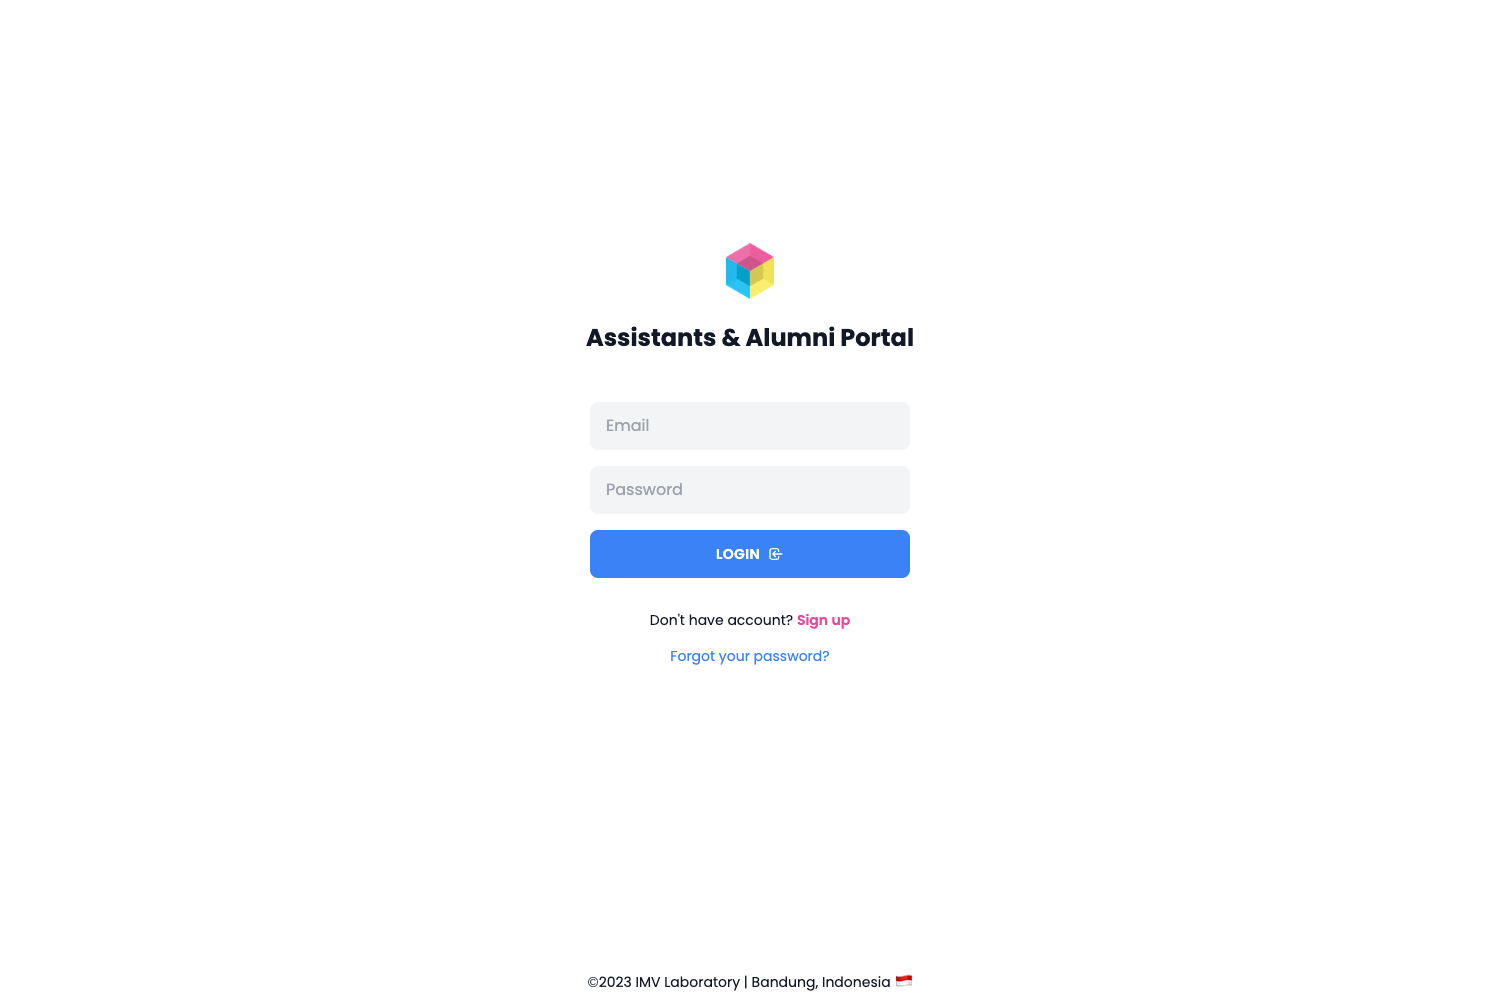 Assistants & Alumni Portal
Email
Password
LOGIN
Don't have account? Sign up
Forgot your password?
©2023 IMV Laboratory | Bandung, Indonesia 🇮🇩